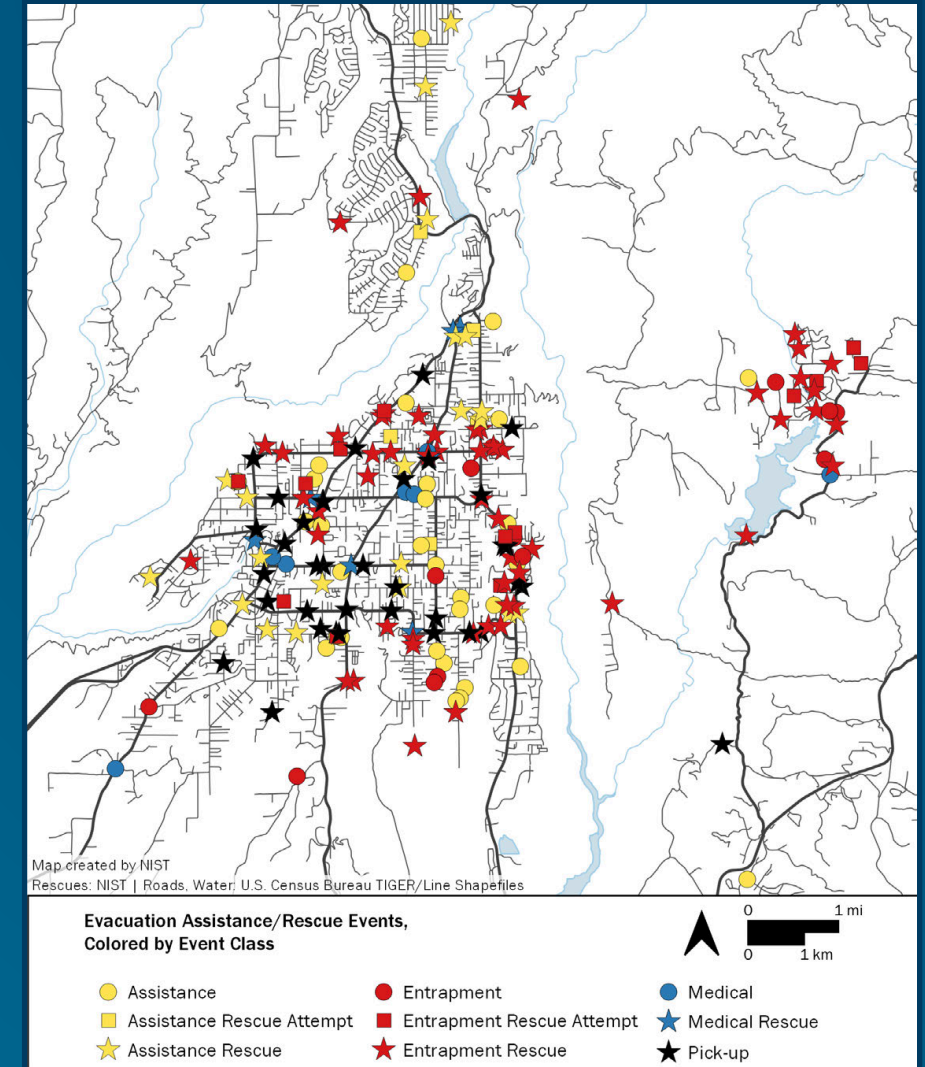 Map created by NIST
Rescues: NIST | Roads, Water: U.S. Census Bureau TIGER/Line Shapefiles
Evacuation Assistance/Rescue Events,
Colored by Event Class
0 1 mi
0 1 km
Assistance
Entrapment
Medical
Assistance Rescue Attempt
Entrapment Rescue Attempt
Medical Rescue
Assistance Rescue
Entrapment Rescue
Pick-up